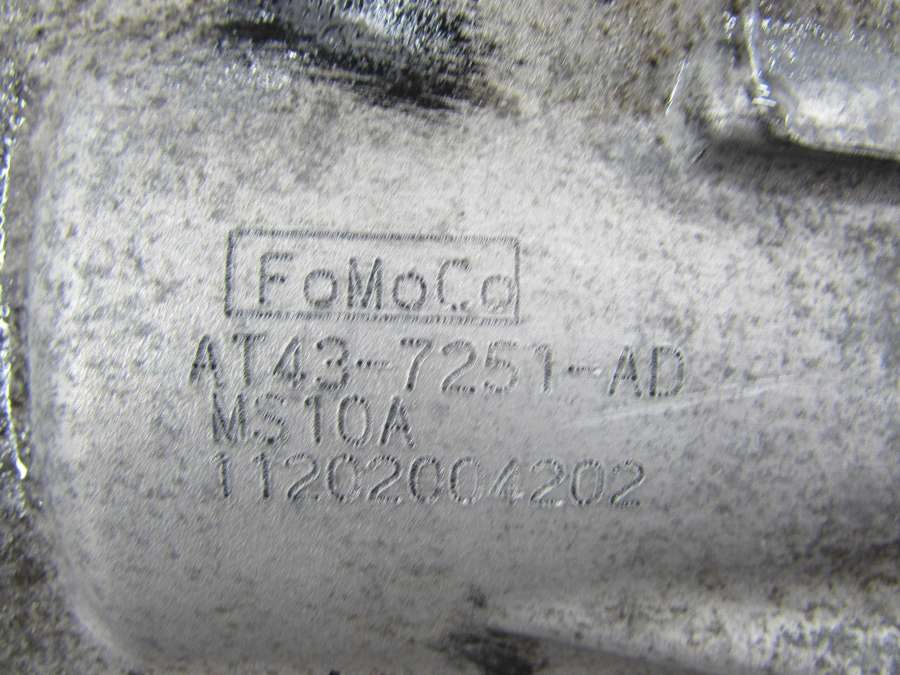 FoMoCo
AT43-7251-AD
MS10A
11202004202